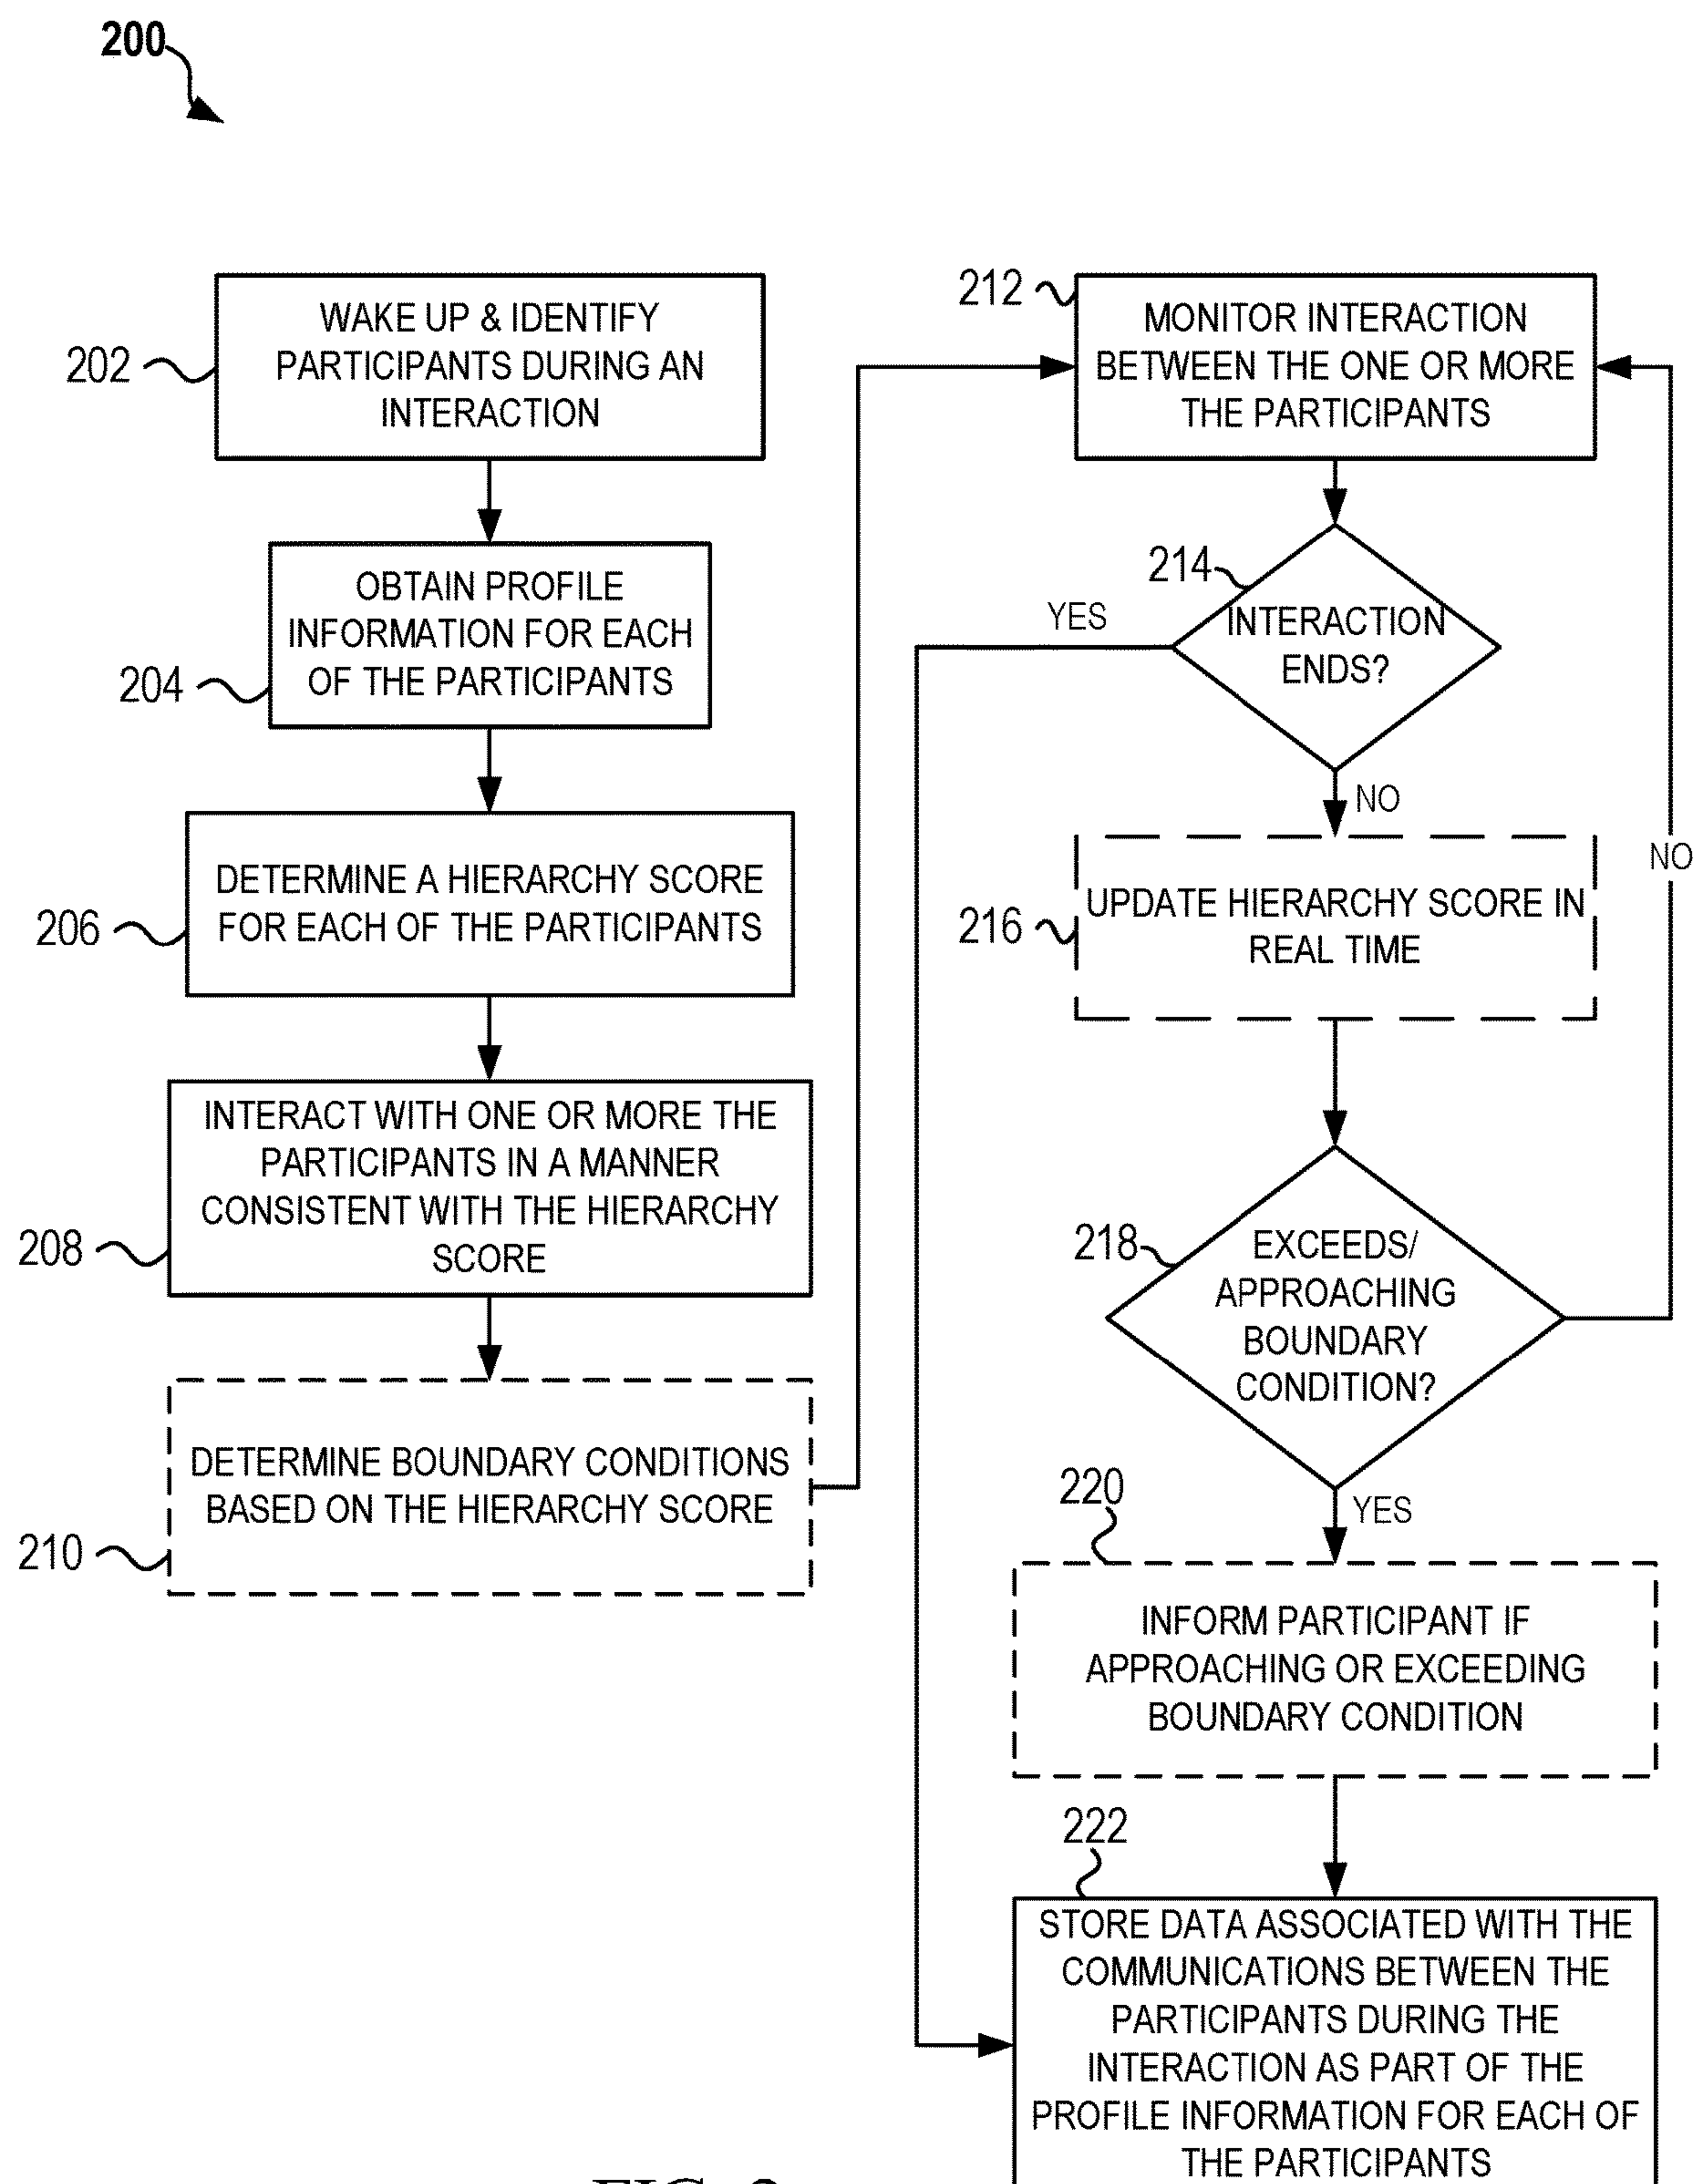 200
202
WAKE UP & IDENTIFY
PARTICIPANTS DURING AN
INTERACTION
204
OBTAIN PROFILE
INFORMATION FOR EACH
OF THE PARTICIPANTS
206
DETERMINE A HIERARCHY SCORE
FOR EACH OF THE PARTICIPANTS
208
INTERACT WITH ONE OR MORE THE
PARTICIPANTS IN A MANNER
CONSISTENT WITH THE HIERARCHY
SCORE
210
DETERMINE BOUNDARY CONDITIONS
BASED ON THE HIERARCHY SCORE
212
MONITOR INTERACTION
BETWEEN THE ONE OR MORE
THE PARTICIPANTS
214
INTERACTION
ENDS?
YES
NO
216
UPDATE HIERARCHY SCORE IN
REAL TIME
218
EXCEEDS/
APPROACHING
BOUNDARY
CONDITION?
NO
YES
220
INFORM PARTICIPANT IF
APPROACHING OR EXCEEDING
BOUNDARY CONDITION
222
STORE DATA ASSOCIATED WITH THE
COMMUNICATIONS BETWEEN THE
PARTICIPANTS DURING THE
INTERACTION AS PART OF THE
PROFILE INFORMATION FOR EACH OF
THE PARTICIPANTS